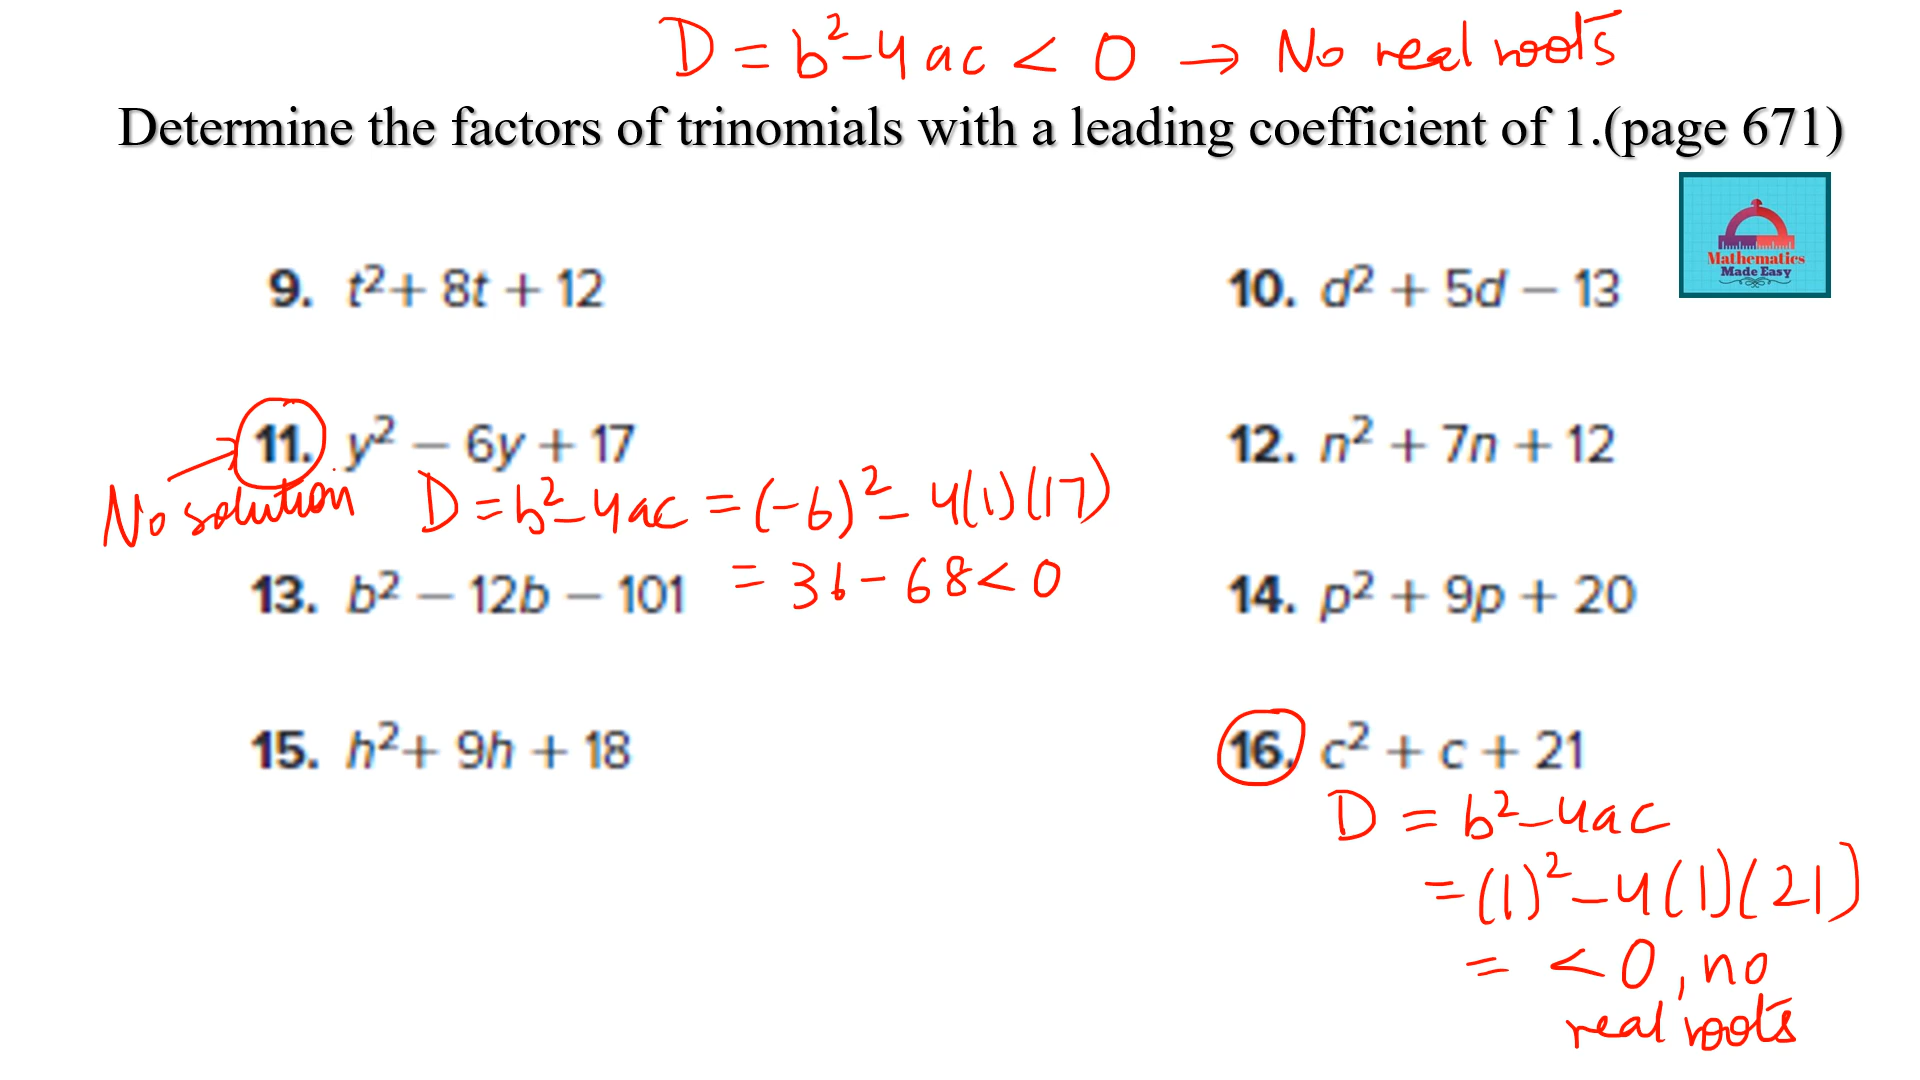 D = b² - 4ac < 0 → No real roots
Determine the factors of trinomials with a leading coefficient of 1.(page 671)
Mathematics
Made Easy
9. t² + 8t + 12
10. d² + 5d – 13
11. y² – 6y + 17
12. n² + 7n + 12
No solution
D = b² - 4ac = (-6)² - 4(1)(17)
= 36 - 68 < 0
13. b² – 12b – 101
14. p² + 9p + 20
15. h² + 9h + 18
16. c² + c + 21
D = b² - 4ac
= (1)² - 4(1)(21)
= < 0, no
real roots